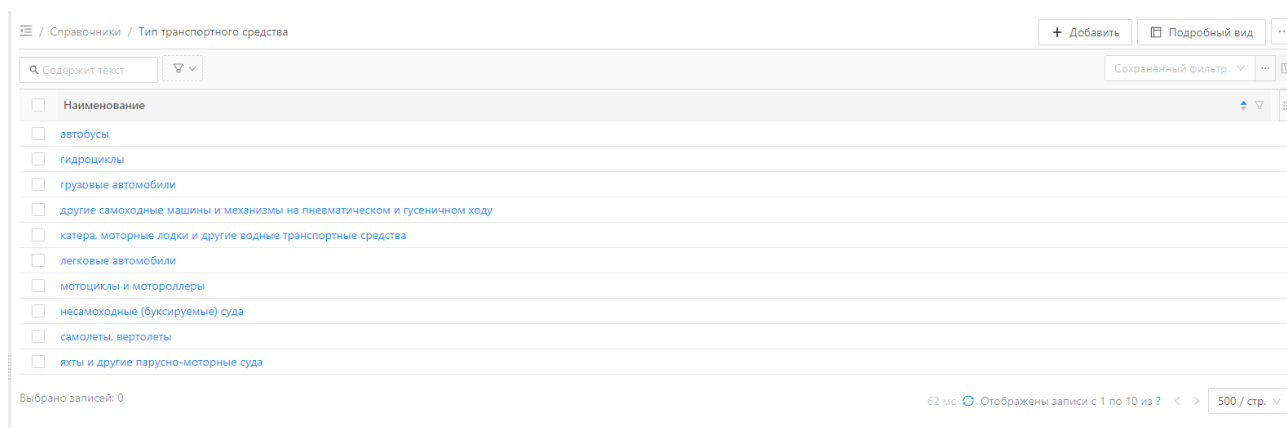 / Справочники / Тип транспортного средства
+ Добавить
Подробный вид
...
Содержит текст
Сохранённый фильтр
...
Наименование
автобусы
гидроциклы
грузовые автомобили
другие самоходные машины и механизмы на пневматическом и гусеничном ходу
катера, моторные лодки и другие водные транспортные средства
легковые автомобили
мотоциклы и мотороллеры
несамоходные (буксируемые) суда
самолеты, вертолеты
яхты и другие парусно-моторные суда
Выбрано записей: 0
62 мс Отображены записи с 1 по 10 из ? < > 500 / стр.